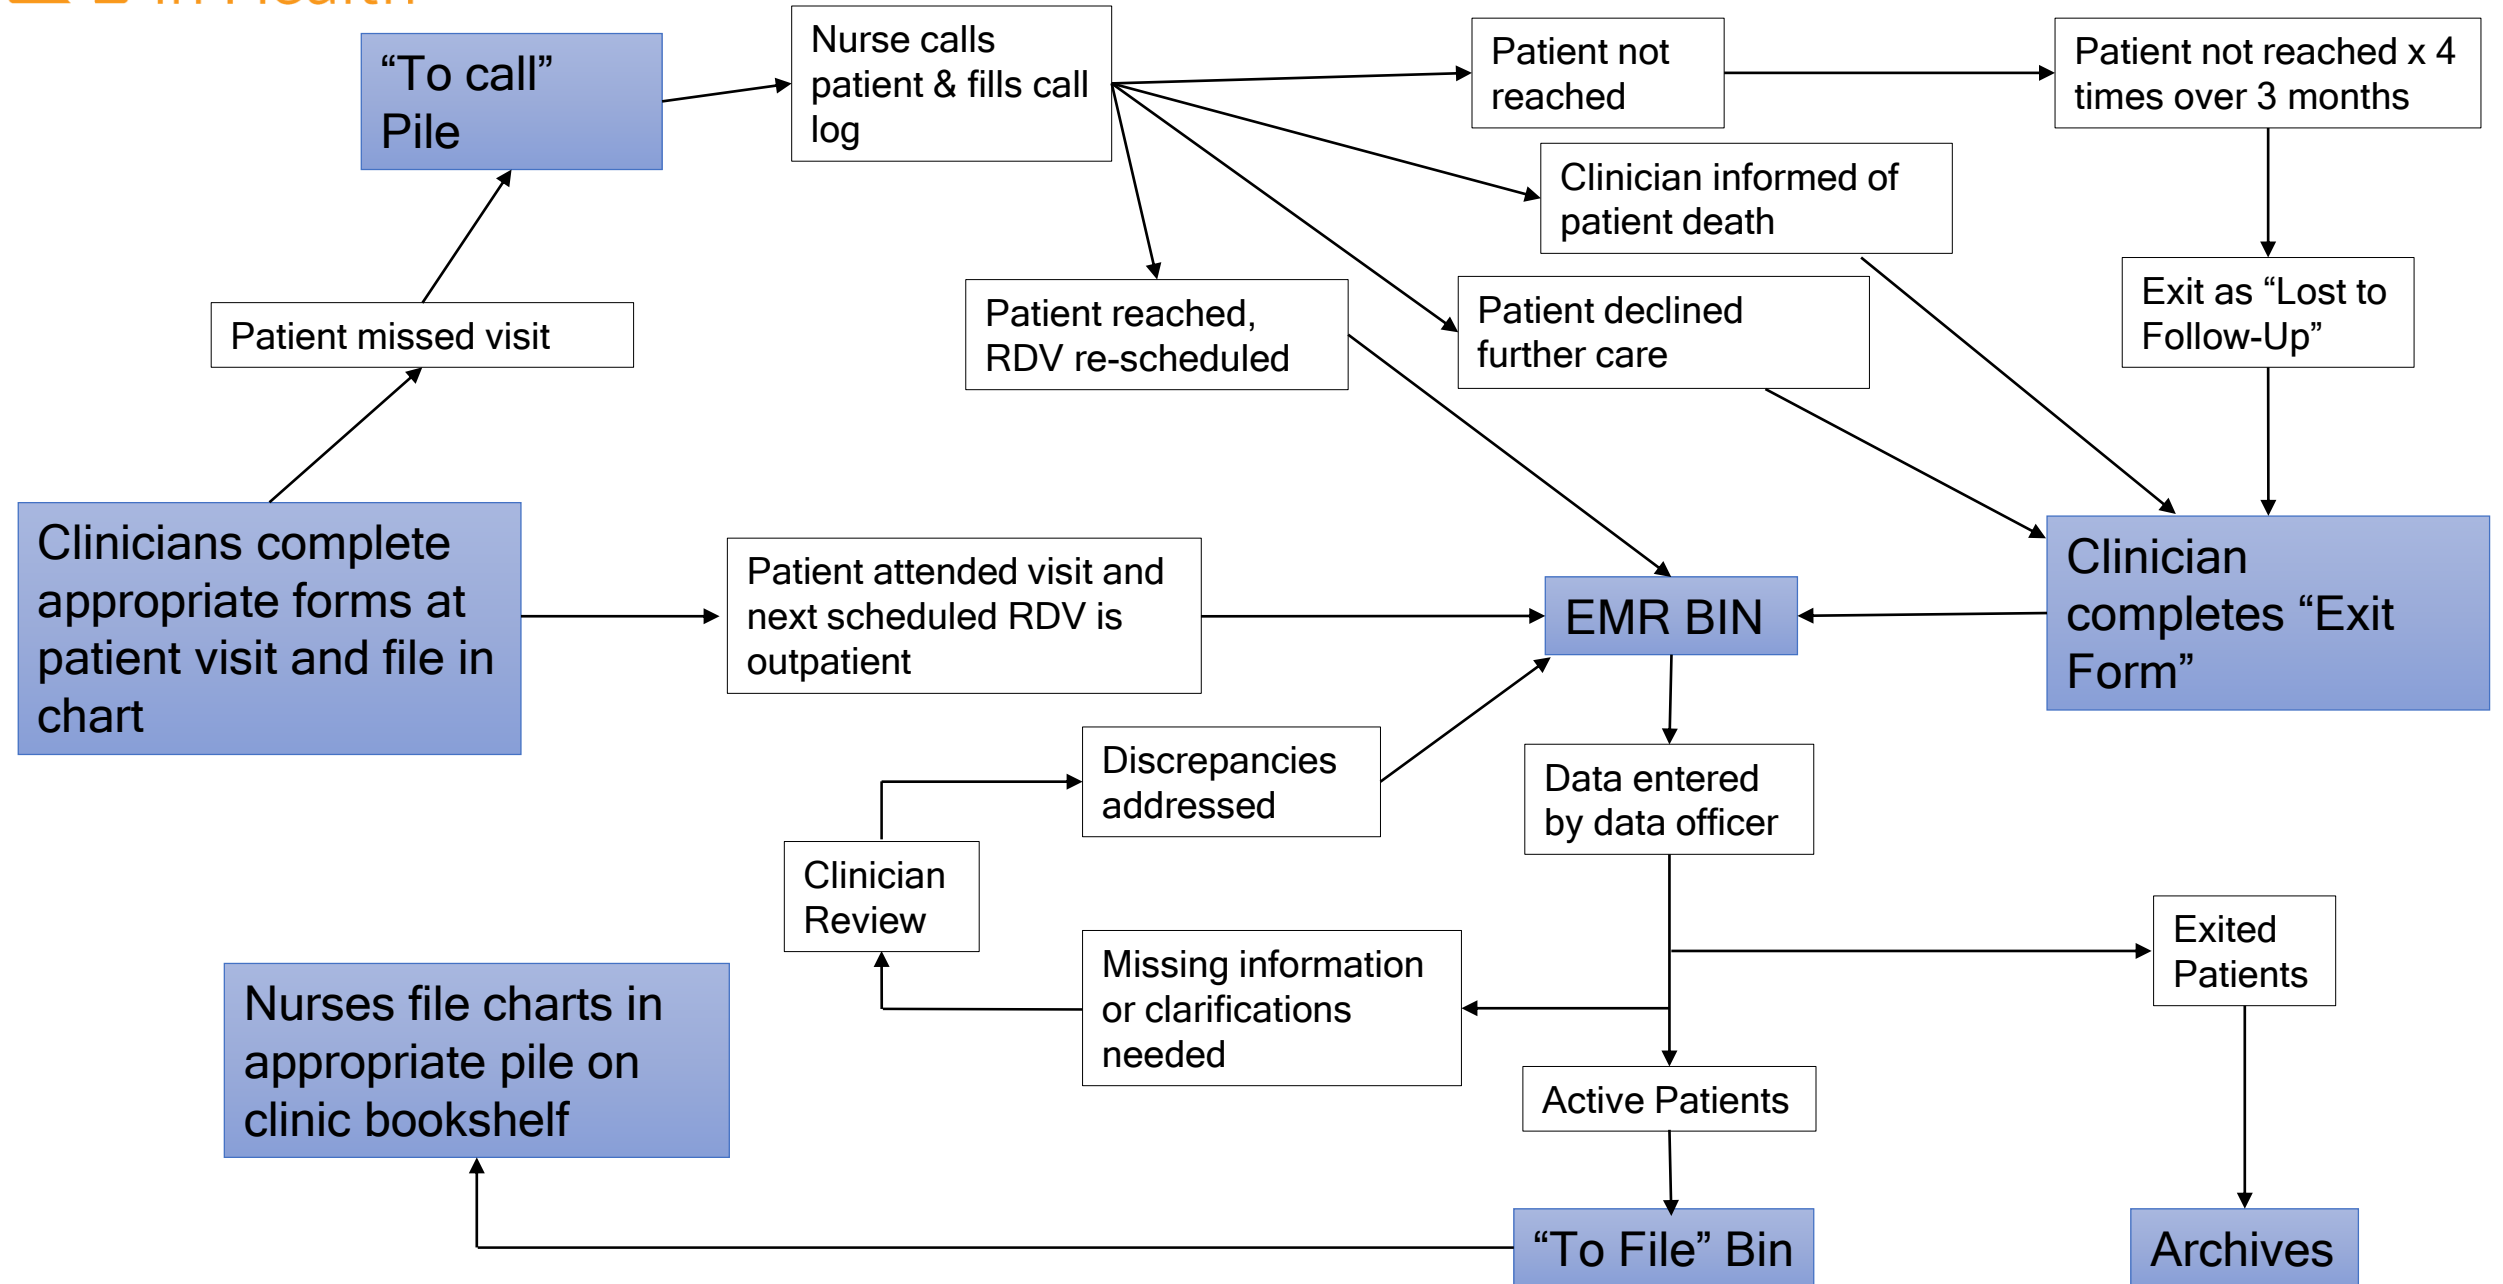 in Health
“To call”
Pile
Nurse calls
patient & fills call
log
Patient not
reached
Patient not reached x 4
times over 3 months
Clinician informed of
patient death
Patient missed visit
Patient reached,
RDV re-scheduled
Patient declined
further care
Exit as “Lost to
Follow-Up”
Clinicians complete
appropriate forms at
patient visit and file in
chart
Patient attended visit and
next scheduled RDV is
outpatient
EMR BIN
Clinician
completes “Exit
Form”
Discrepancies
addressed
Data entered
by data officer
Clinician
Review
Missing information
or clarifications
needed
Exited
Patients
Nurses file charts in
appropriate pile on
clinic bookshelf
Active Patients
“To File” Bin
Archives